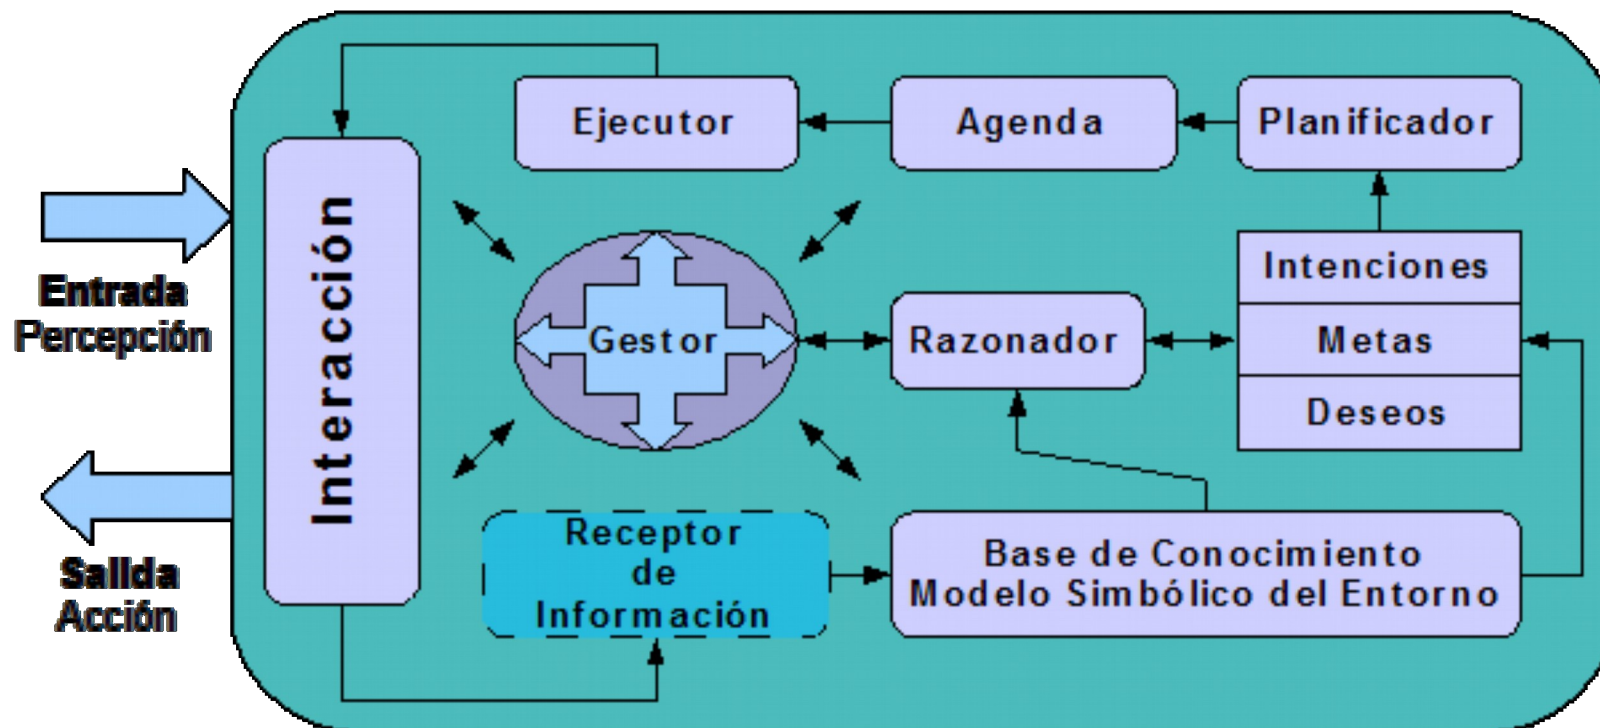 Ejecutor
Agenda
Planificador
Interacción
Entrada
Percepción
Gestor
Razonador
Intenciones
Metas
Deseos
Salida
Acción
Receptor
de
Información
Base de Conocimiento
Modelo Simbólico del Entorno